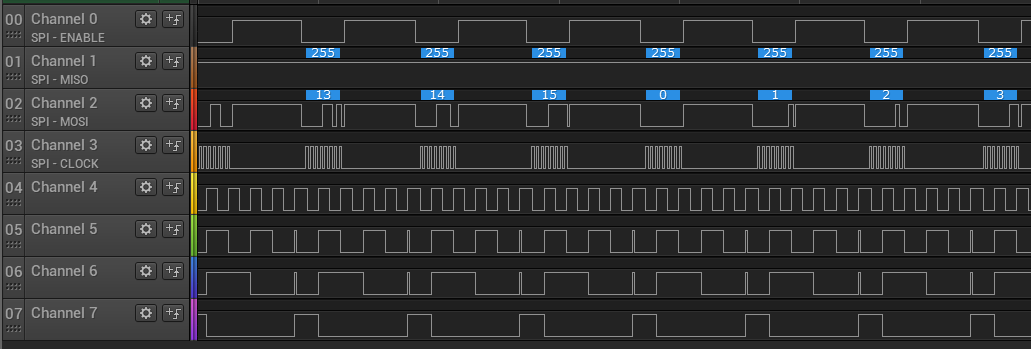 00 Channel 0
SPI - ENABLE
255 255 255 255 255 255 255
01 Channel 1
SPI - MISO
13 14 15 0 1 2 3
02 Channel 2
SPI - MOSI
03 Channel 3
SPI - CLOCK
04 Channel 4
05 Channel 5
06 Channel 6
07 Channel 7